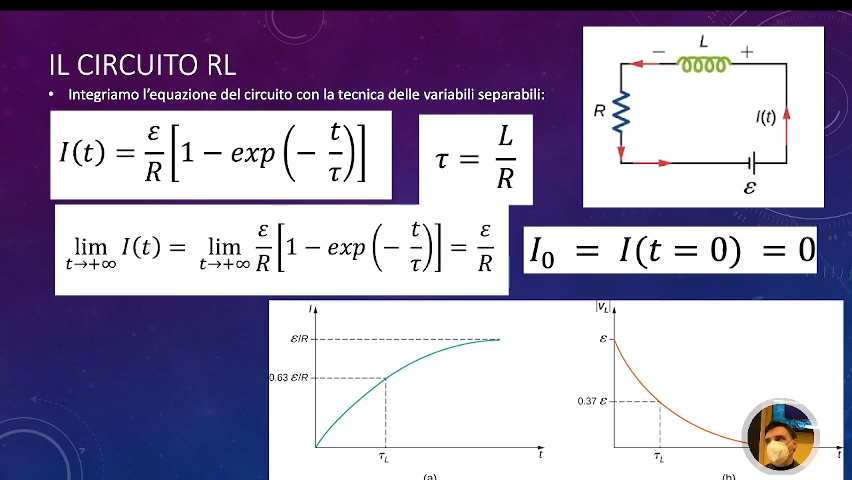 IL CIRCUITO RL
• Integriamo l'equazione del circuito con la tecnica delle variabili separabili:
I(t) = ε/R [1 − exp(− t/τ)]
τ = L/R
− L +
R
I(t)
ε
lim t→+∞ I(t) = lim t→+∞ ε/R [1 − exp(− t/τ)] = ε/R
I₀ = I(t = 0) = 0
I
ε/R
0.63 ε/R
τL
t
(a)
|VL|
ε
0.37 ε
τL
t
(b)